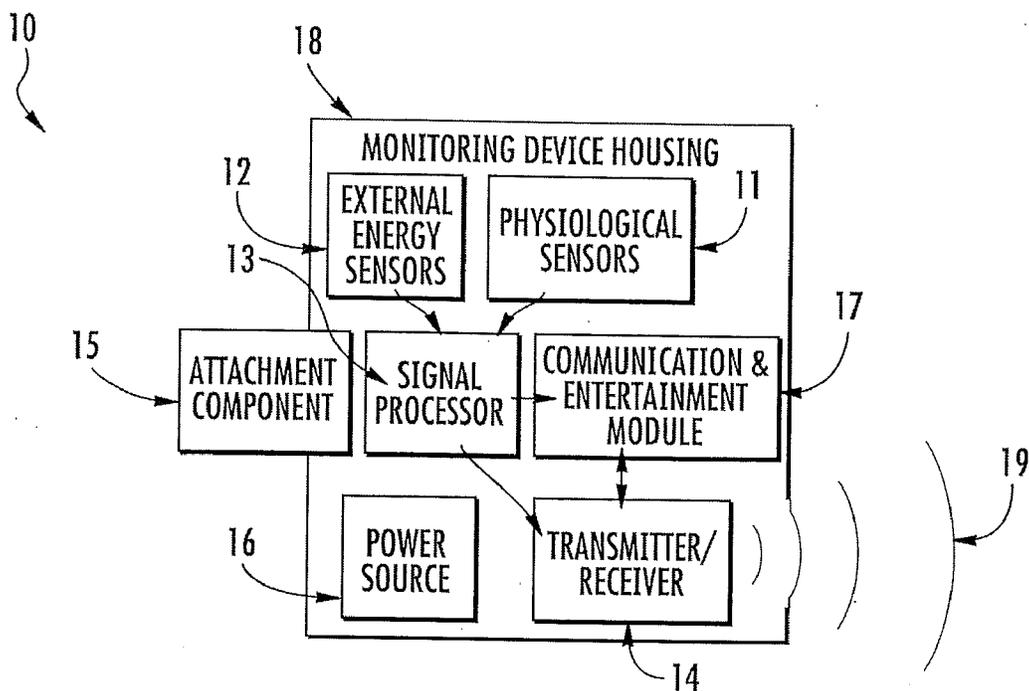 10
18
MONITORING DEVICE HOUSING
12
EXTERNAL
ENERGY
SENSORS
PHYSIOLOGICAL
SENSORS
11
13
17
15
ATTACHMENT
COMPONENT
SIGNAL
PROCESSOR
COMMUNICATION &
ENTERTAINMENT
MODULE
19
16
POWER
SOURCE
TRANSMITTER/
RECEIVER
14